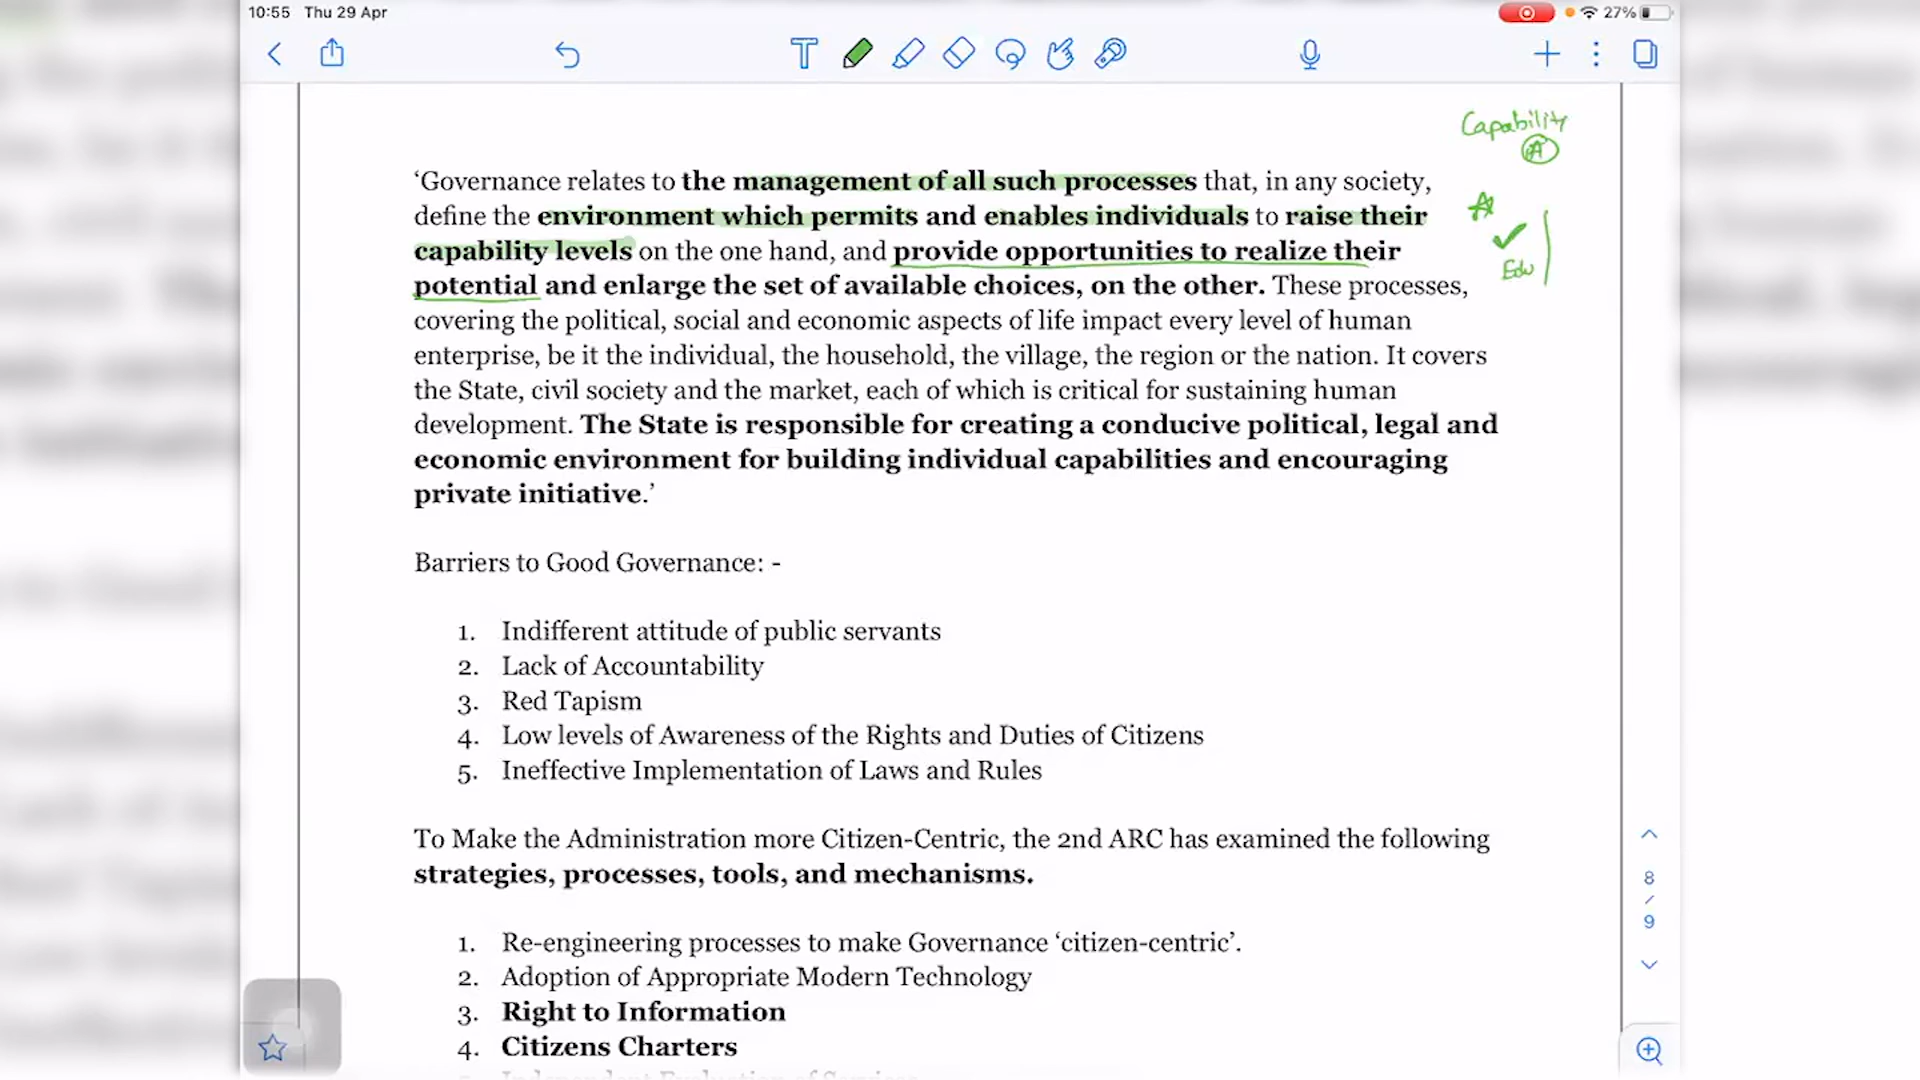 10:55 Thu 29 Apr
27%
Capability
A
‘Governance relates to the management of all such processes that, in any society,
define the environment which permits and enables individuals to raise their
capability levels on the one hand, and provide opportunities to realize their
Edu
potential and enlarge the set of available choices, on the other. These processes,
covering the political, social and economic aspects of life impact every level of human
enterprise, be it the individual, the household, the village, the region or the nation. It covers
the State, civil society and the market, each of which is critical for sustaining human
development. The State is responsible for creating a conducive political, legal and
economic environment for building individual capabilities and encouraging
private initiative.’
Barriers to Good Governance: -
1. Indifferent attitude of public servants
2. Lack of Accountability
3. Red Tapism
4. Low levels of Awareness of the Rights and Duties of Citizens
5. Ineffective Implementation of Laws and Rules
To Make the Administration more Citizen-Centric, the 2nd ARC has examined the following
strategies, processes, tools, and mechanisms.
8
/
9
1. Re-engineering processes to make Governance ‘citizen-centric’.
2. Adoption of Appropriate Modern Technology
3. Right to Information
4. Citizens Charters